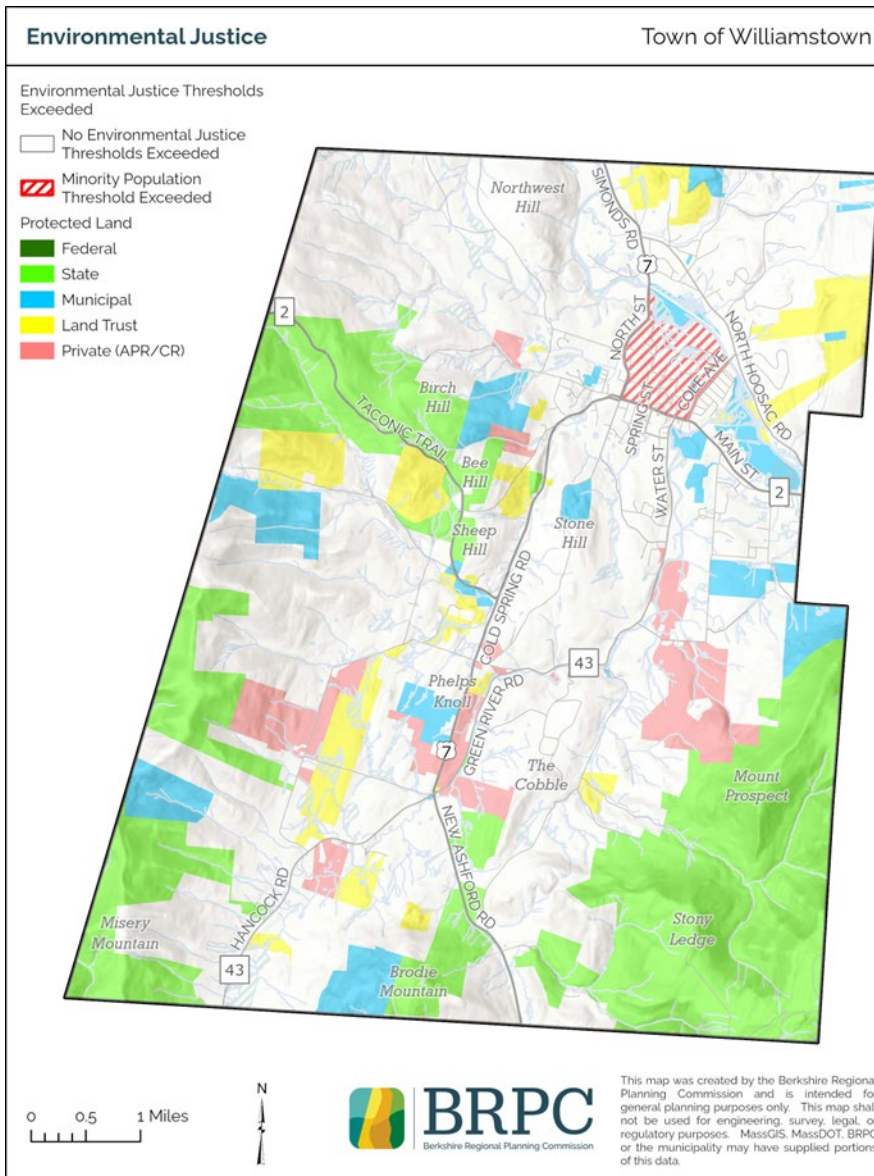 Environmental Justice
Town of Williamstown
Environmental Justice Thresholds
Exceeded
No Environmental Justice
Thresholds Exceeded
Minority Population
Threshold Exceeded
Protected Land
Federal
State
Municipal
Land Trust
Private (APR/CR)
Northwest
Hill
SIMONDS RD
7
NORTH ST
NORTH HOOSAC RD
2
TACONIC TRAIL
Birch
Hill
SPRING ST
COLE AVE
Bee
Hill
WATER ST
MAIN ST
2
Sheep
Hill
Stone
Hill
COLD SPRING RD
43
Phelps
Knoll
GREEN RIVER RD
7
The
Cobble
Mount
Prospect
NEW ASHFORD RD
HANCOCK RD
Misery
Mountain
43
Brodie
Mountain
Stony
Ledge
0 0.5 1 Miles
N
BRPC
Berkshire Regional Planning Commission
This map was created by the Berkshire Regiona
Planning Commission and is intended fo
general planning purposes only. This map shal
not be used for engineering, survey, legal, o
regulatory purposes. MassGIS, MassDOT, BRPC
or the municipality may have supplied portions
of this data.